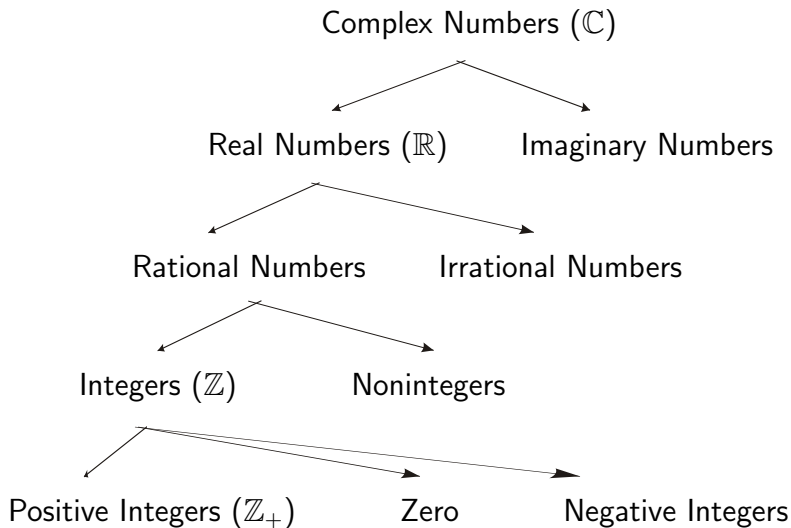 Complex Numbers (ℂ)
Real Numbers (ℝ) Imaginary Numbers
Rational Numbers Irrational Numbers
Integers (ℤ) Nonintegers
Positive Integers (ℤ₊) Zero Negative Integers